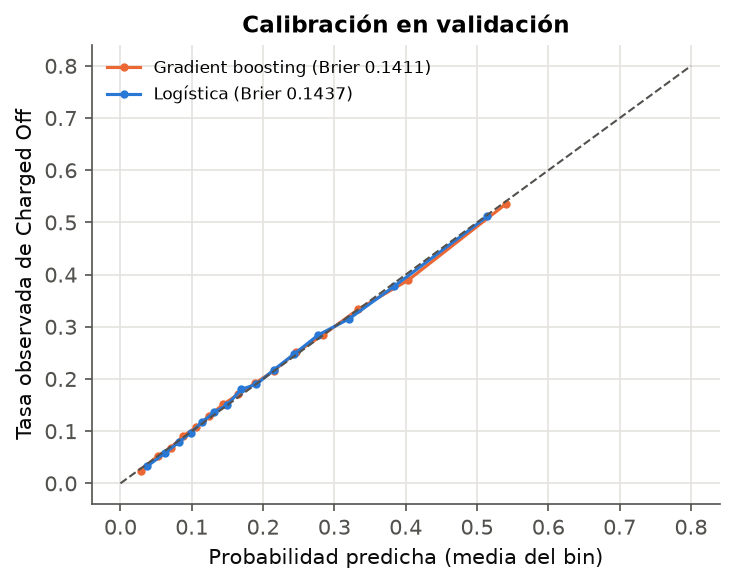 Calibración en validación
Gradient boosting (Brier 0.1411)
Logística (Brier 0.1437)
Tasa observada de Charged Off
0.8
0.7
0.6
0.5
0.4
0.3
0.2
0.1
0.0
0.0 0.1 0.2 0.3 0.4 0.5 0.6 0.7 0.8
Probabilidad predicha (media del bin)